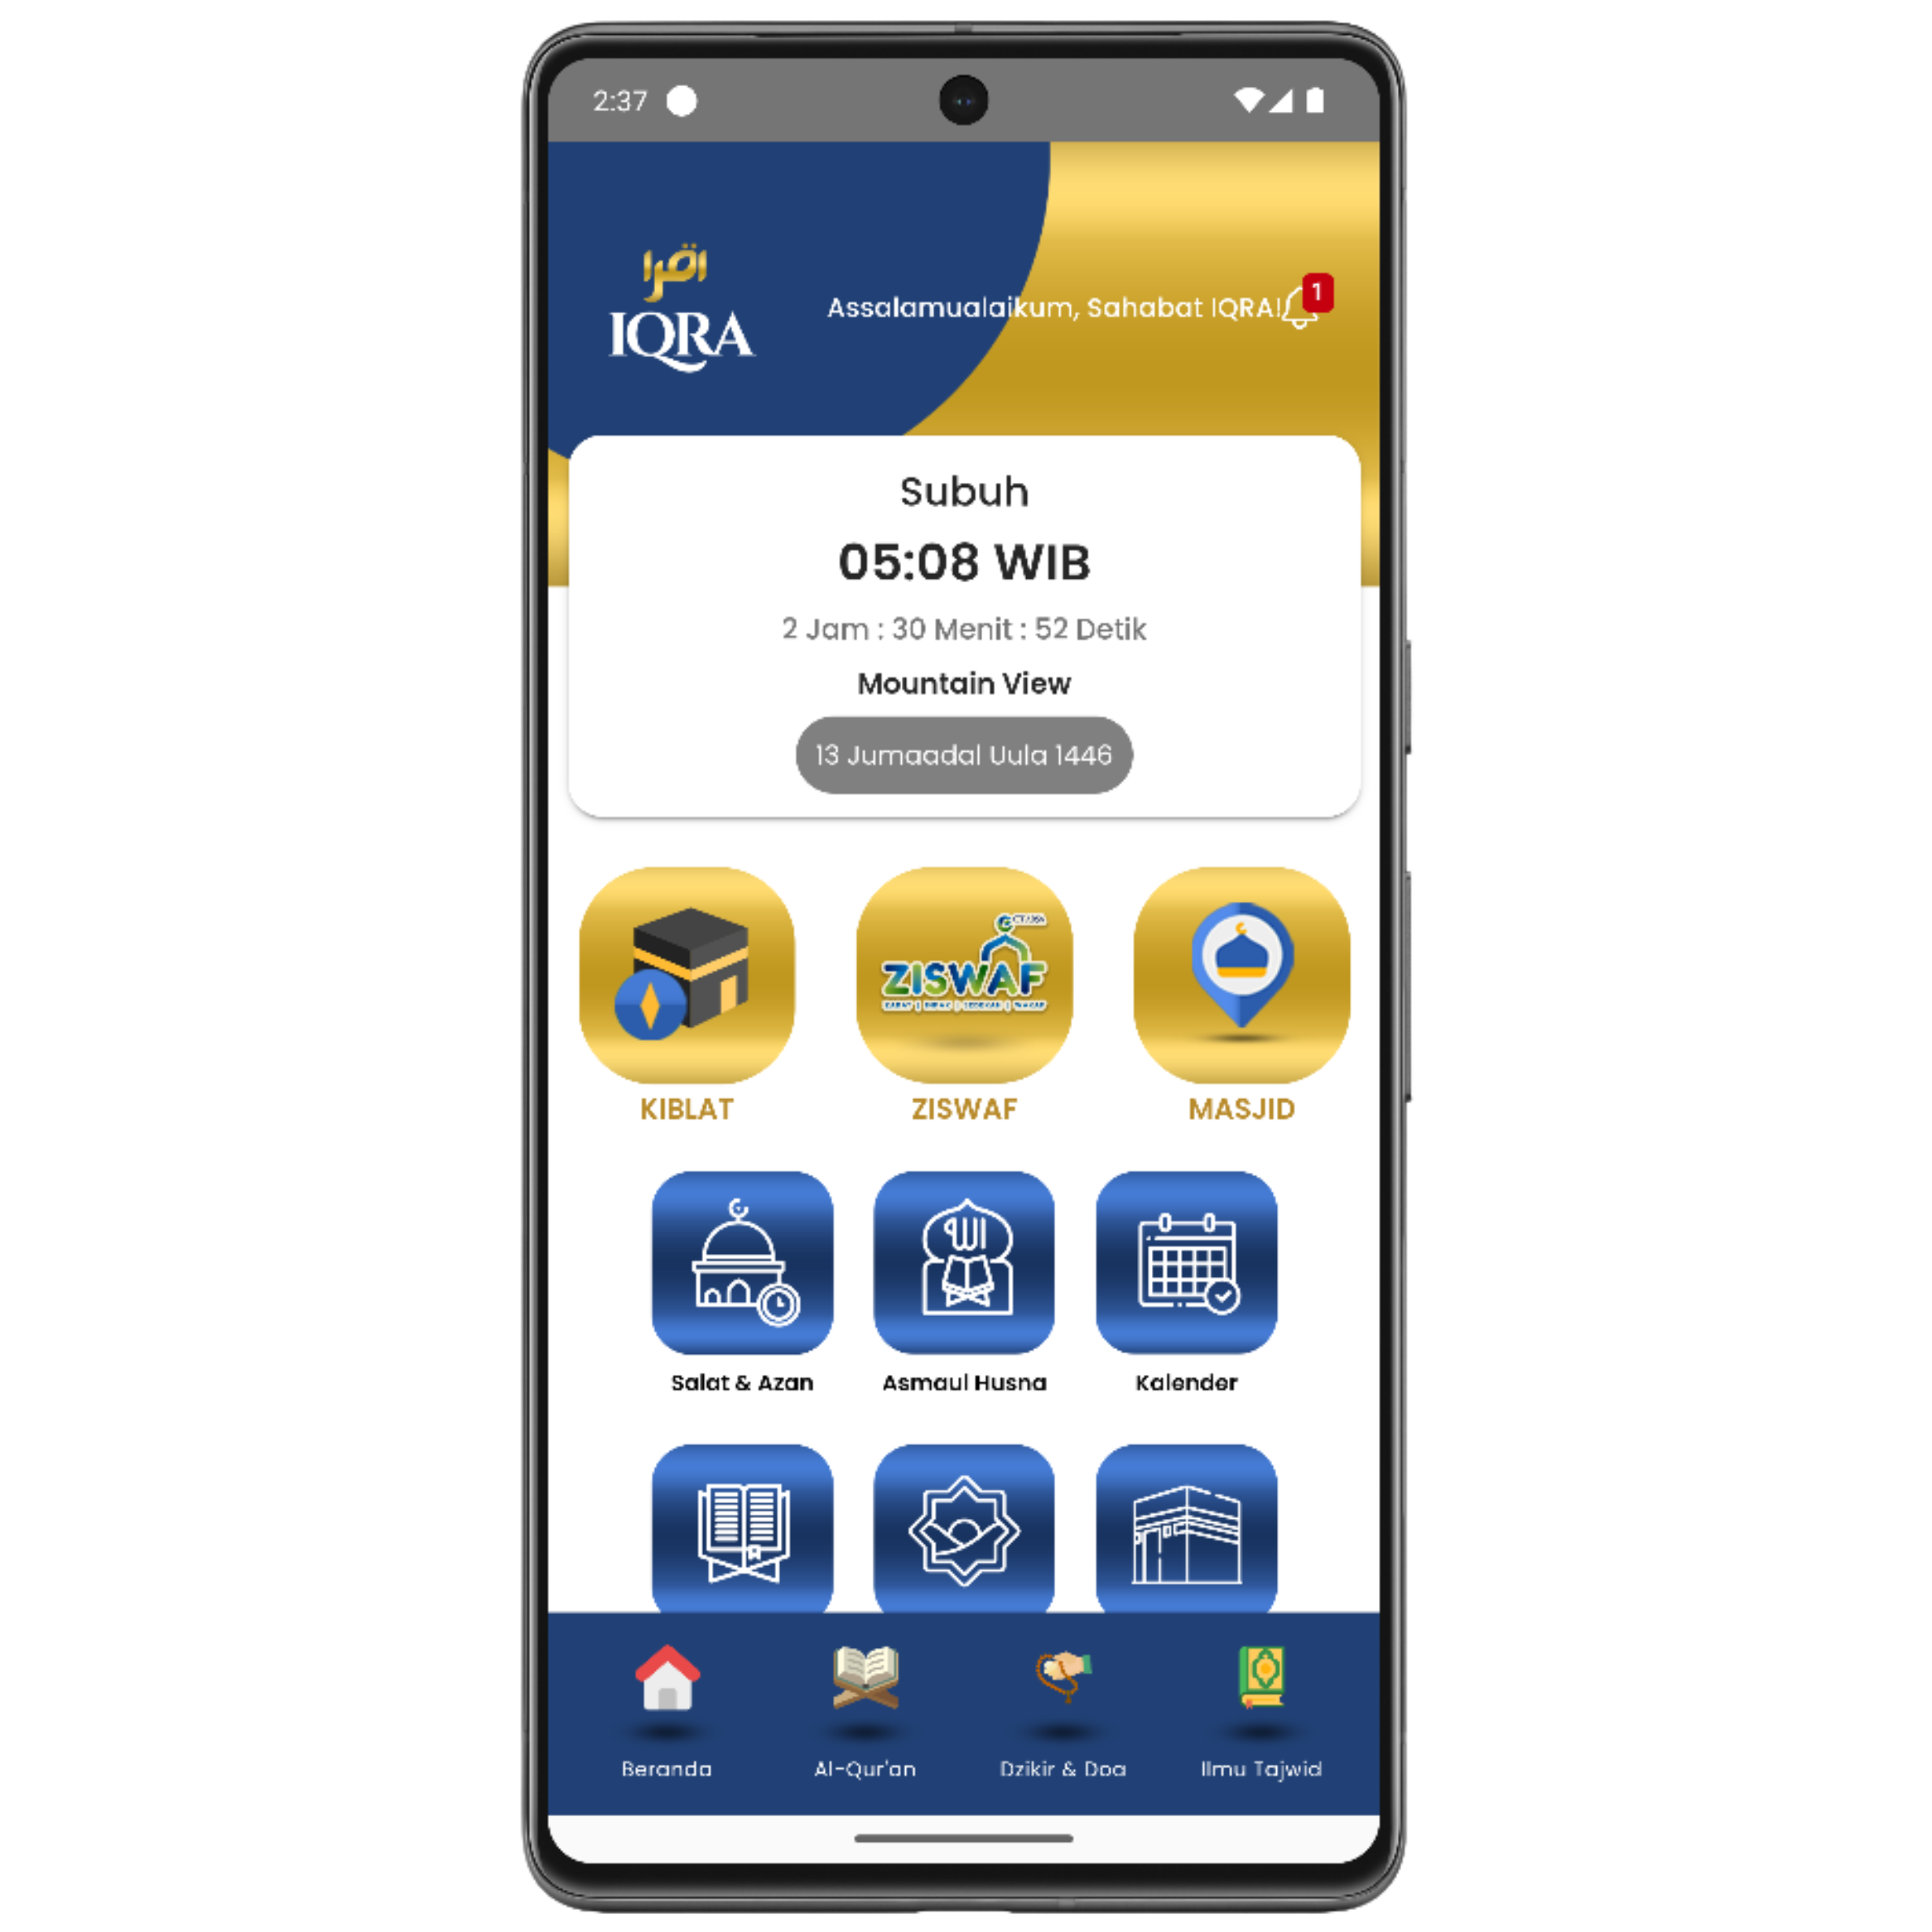 2:37
اقرا
IQRA
Assalamualaikum, Sahabat IQRA!
1
Subuh
05:08 WIB
2 Jam : 30 Menit : 52 Detik
Mountain View
13 Jumaadal Uula 1446
ZISWAF
KIBLAT
ZISWAF
MASJID
الله
Salat & Azan
Asmaul Husna
Kalender
Beranda
Al-Qur'an
Dzikir & Doa
Ilmu Tajwid